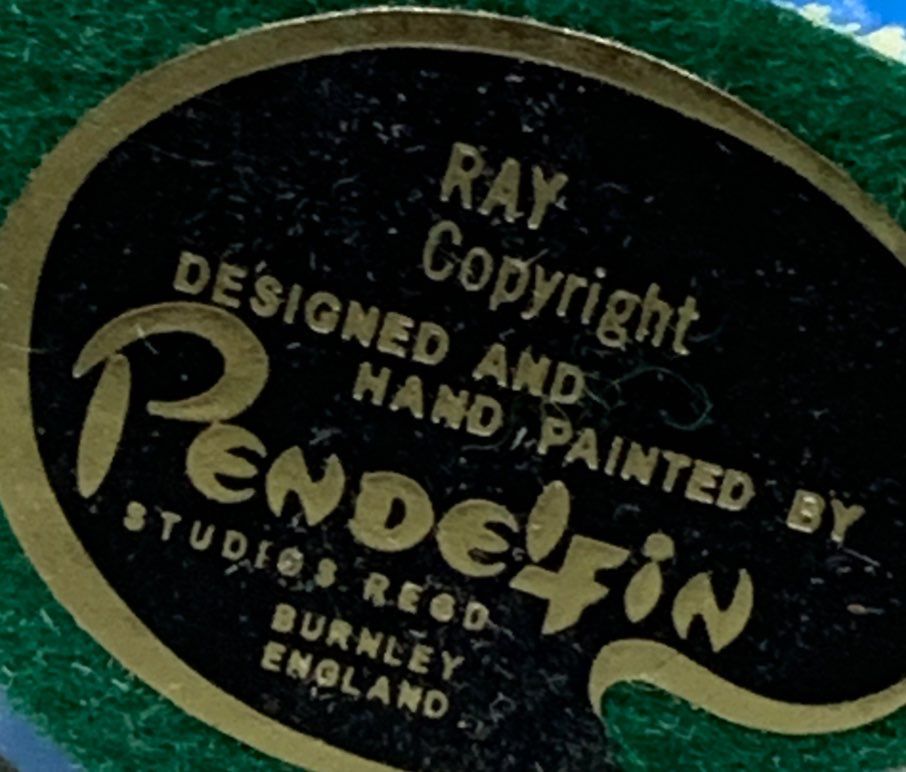 RAY
Copyright
DESIGNED AND
HAND PAINTED BY
PENDELFIN
STUDIOS REGD
BURNLEY
ENGLAND